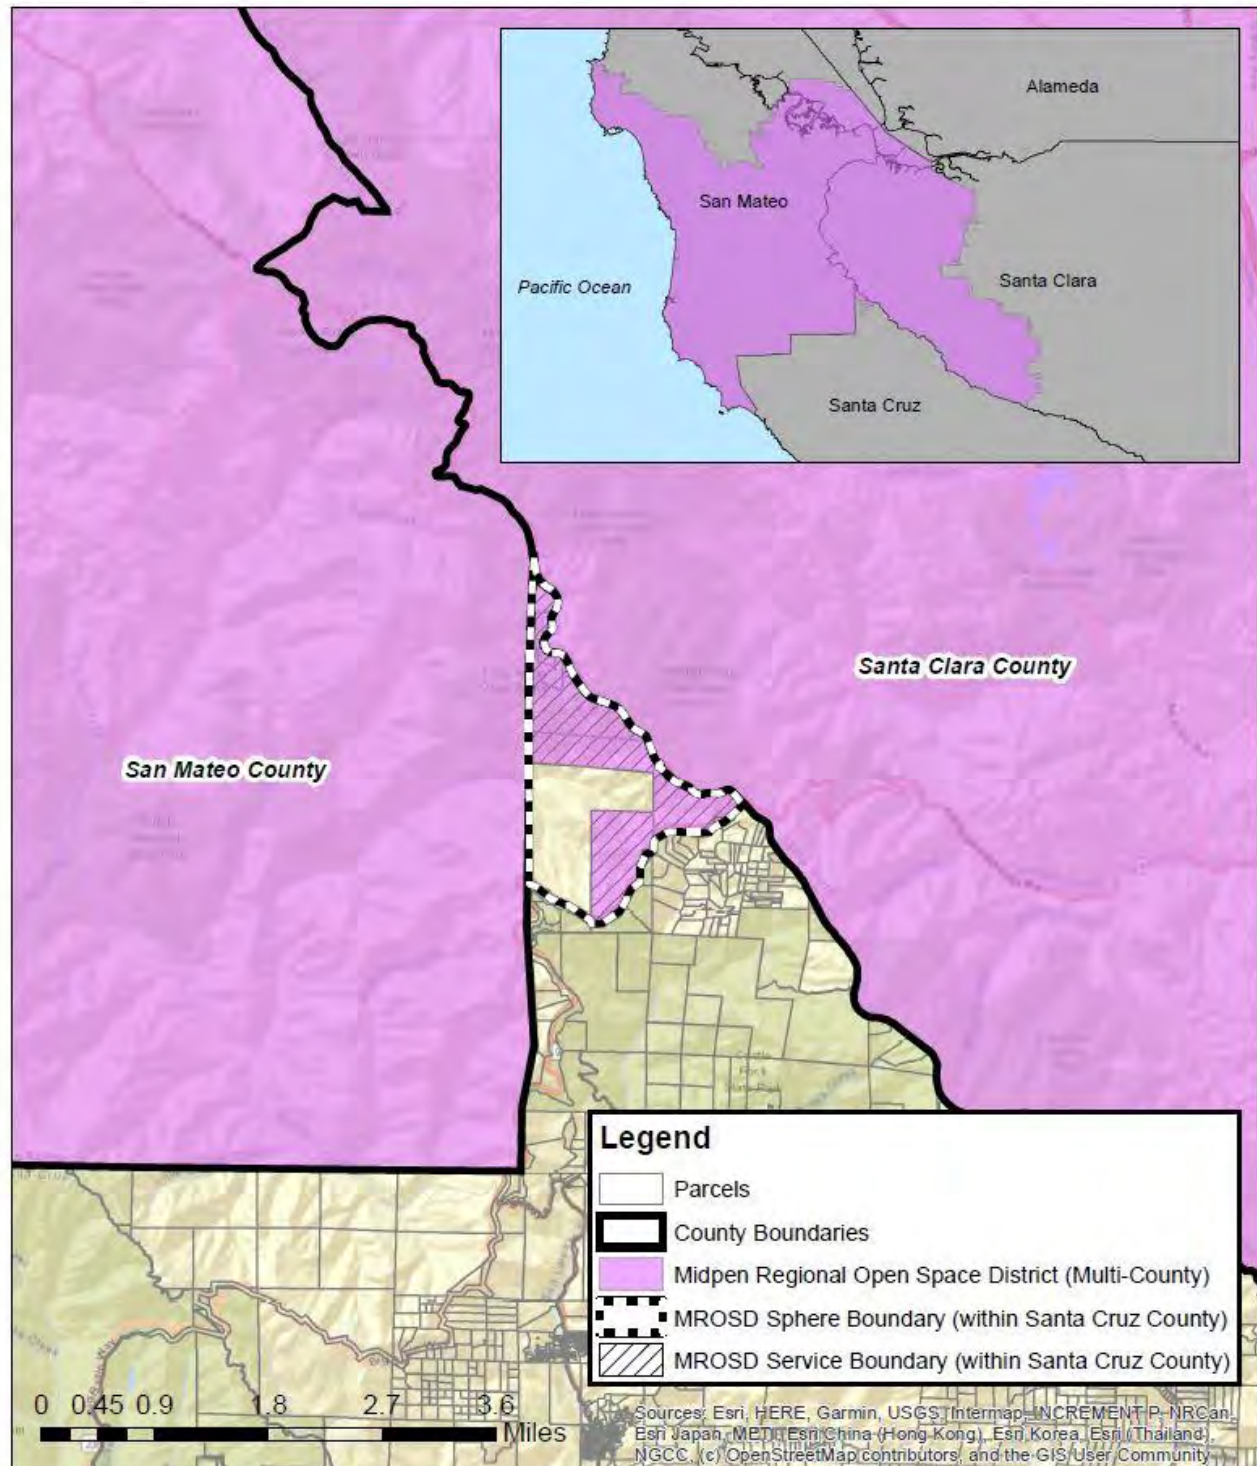 Alameda
San Mateo
Pacific Ocean
Santa Clara
Santa Cruz
Santa Clara County
San Mateo County
Legend
Parcels
County Boundaries
Midpen Regional Open Space District (Multi-County)
MROSD Sphere Boundary (within Santa Cruz County)
MROSD Service Boundary (within Santa Cruz County)
0 0.45 0.9 1.8 2.7 3.6
Miles
Sources: Esri, HERE, Garmin, USGS, Intermap, INCREMENT P, NRCan,
Esri Japan, METI, Esri China (Hong Kong), Esri Korea, Esri (Thailand),
NGCC, (c) OpenStreetMap contributors, and the GIS User Community